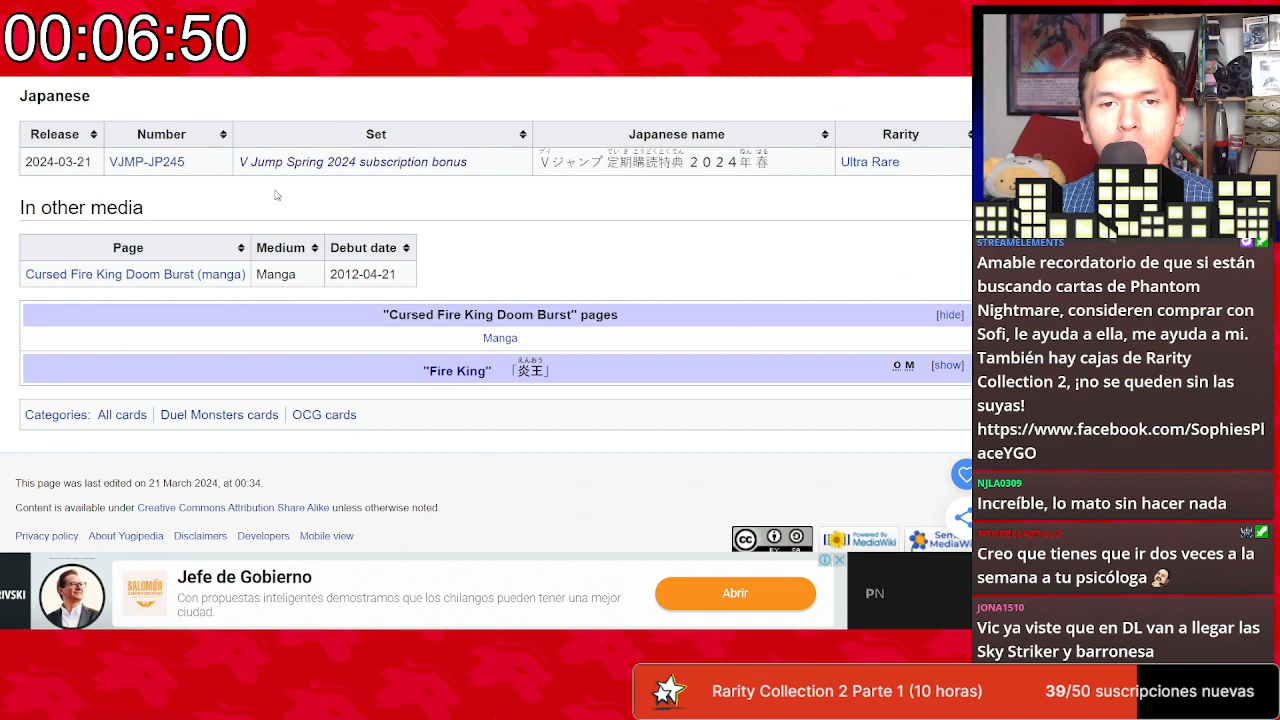 00:06:50
Japanese
Release Number Set Japanese name Rarity
2024-03-21 VJMP-JP245 V Jump Spring 2024 subscription bonus Vジャンプ定期購読特典2024年春 Ultra Rare
In other media
Page Medium Debut date
Cursed Fire King Doom Burst (manga) Manga 2012-04-21
"Cursed Fire King Doom Burst" pages [hide]
Manga
えんおう
"Fire King" 「炎王」 O M [show]
Categories: All cards Duel Monsters cards OCG cards
This page was last edited on 21 March 2024, at 00:34.
Content is available under Creative Commons Attribution Share Alike unless otherwise noted.
Privacy policy About Yugipedia Disclaimers Developers Mobile view
Powered By
MediaWiki
Jefe de Gobierno
Con propuestas inteligentes demostramos que los chilangos pueden tener una mejor
ciudad.
Abrir
PN
STREAMELEMENTS
Amable recordatorio de que si están
buscando cartas de Phantom
Nightmare, consideren comprar con
Sofi, le ayuda a ella, me ayuda a mi.
También hay cajas de Rarity
Collection 2, ¡no se queden sin las
suyas!
https://www.facebook.com/SophiesPl
aceYGO
NJLA0309
Increíble, lo mato sin hacer nada
Creo que tienes que ir dos veces a la
semana a tu psicóloga
JONA1510
Vic ya viste que en DL van a llegar las
Sky Striker y barronesa
Rarity Collection 2 Parte 1 (10 horas) 39/50 suscripciones nuevas